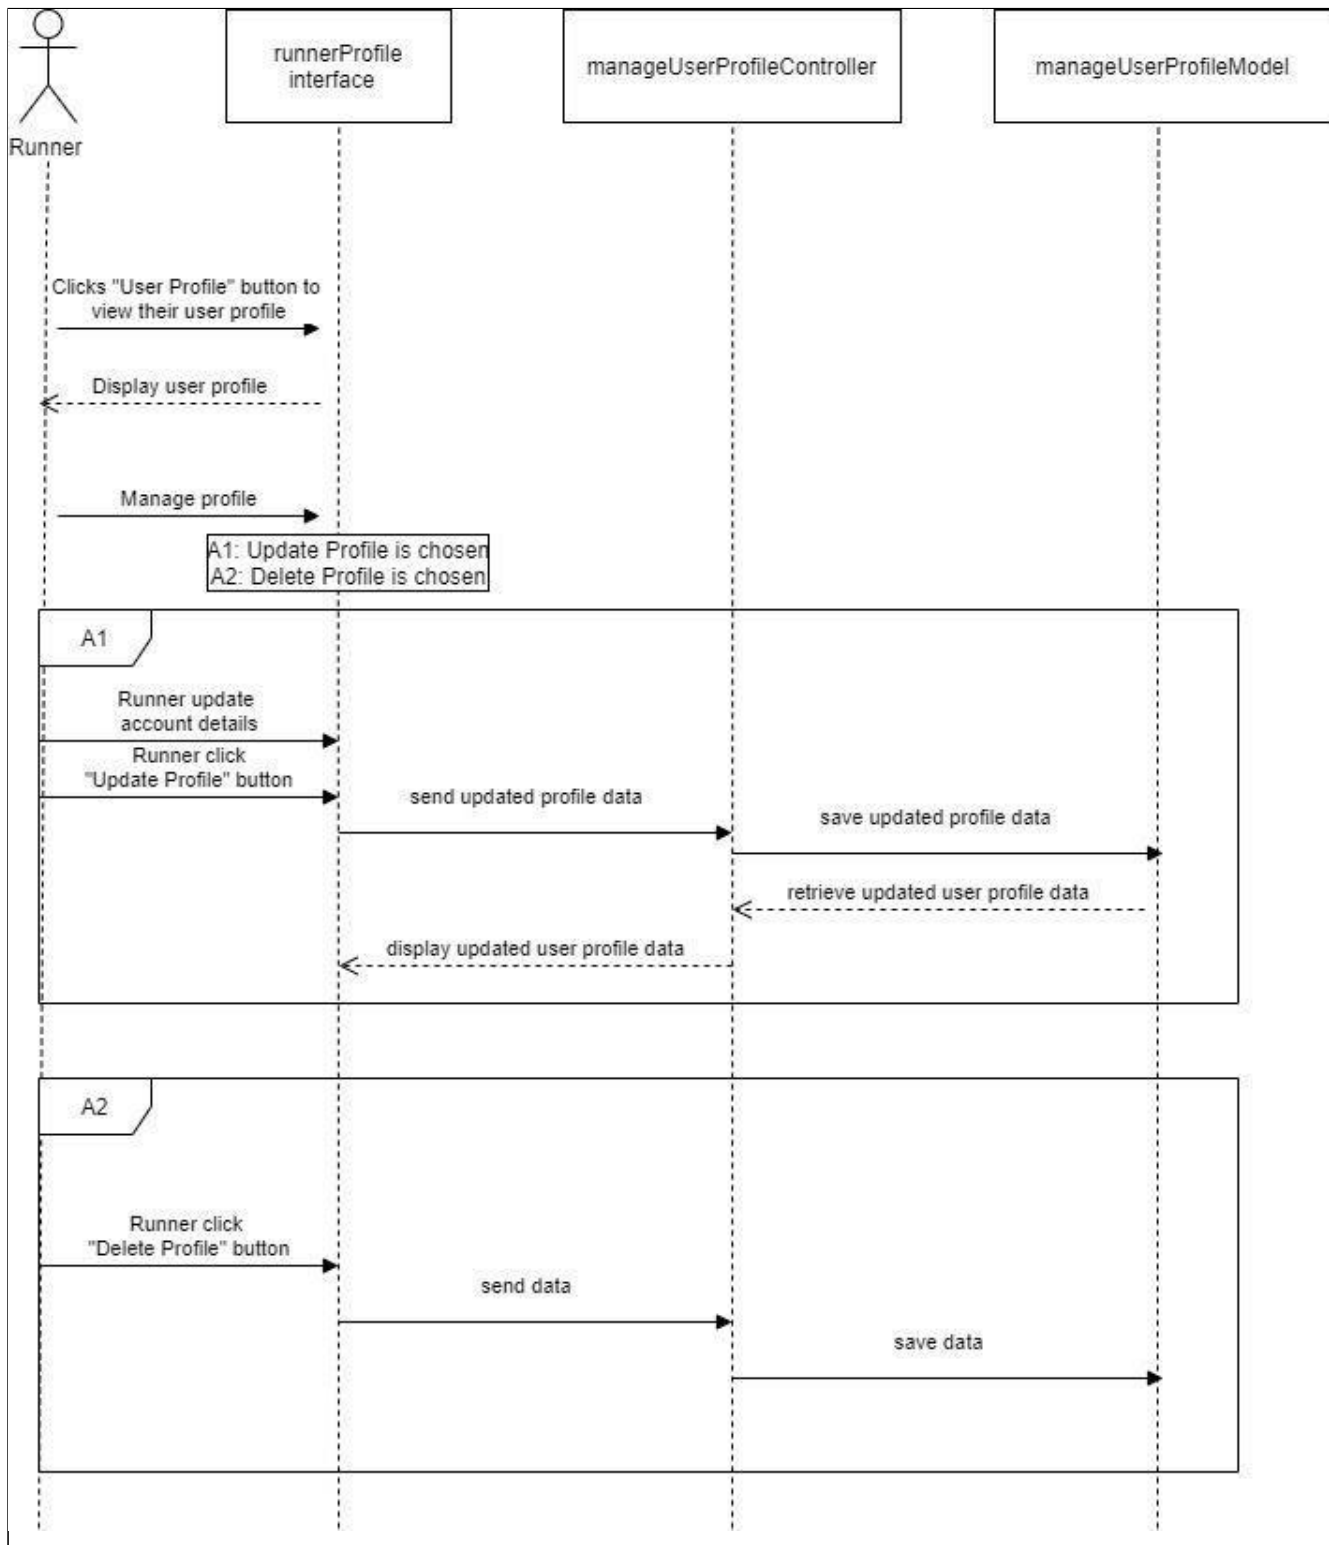 runnerProfile
interface
manageUserProfileController
manageUserProfileModel
Runner
Clicks "User Profile" button to
view their user profile
Display user profile
Manage profile
A1: Update Profile is chosen
A2: Delete Profile is chosen
A1
Runner update
account details
Runner click
"Update Profile" button
send updated profile data
save updated profile data
retrieve updated user profile data
display updated user profile data
A2
Runner click
"Delete Profile" button
send data
save data